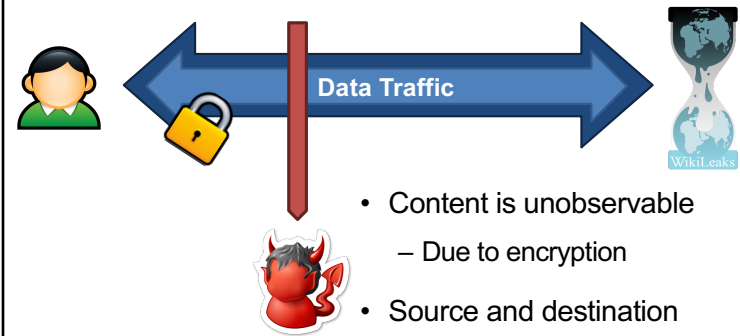 Data Traffic
WikiLeaks
• Content is unobservable
– Due to encryption
• Source and destination